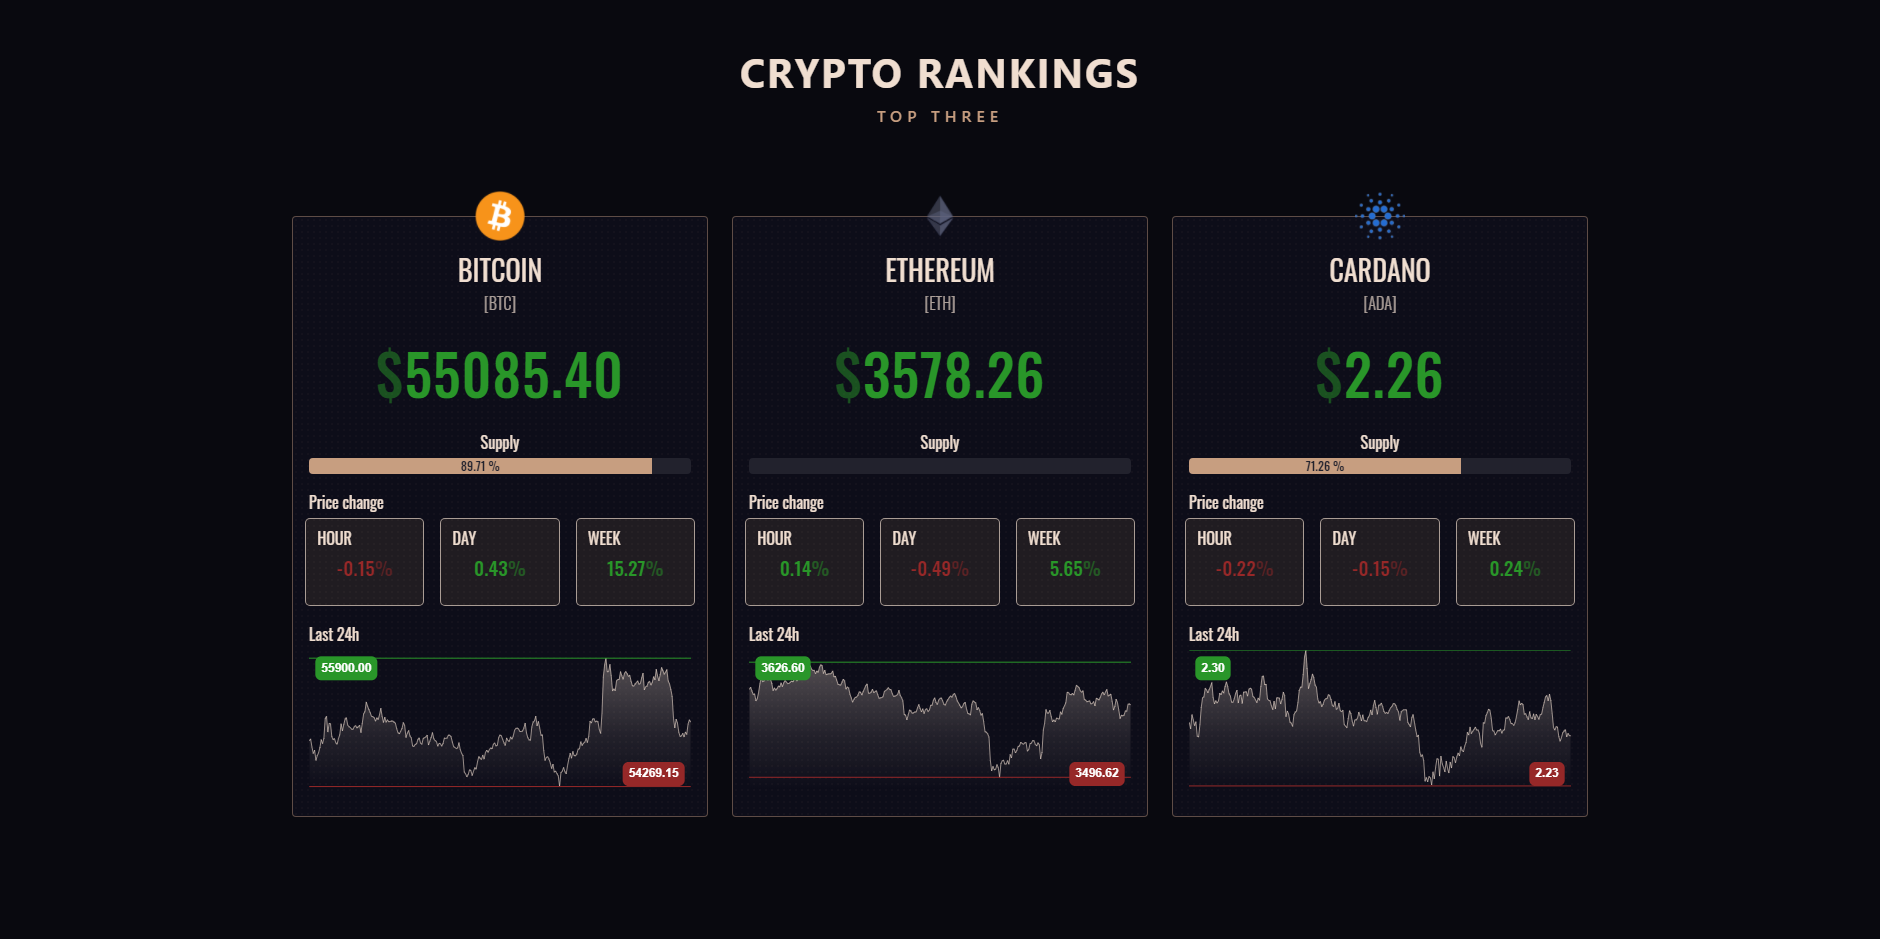 CRYPTO RANKINGS
TOP THREE
BITCOIN
[BTC]
$55085.40
Supply
89.71 %
Price change
HOUR
-0.15%
DAY
0.43%
WEEK
15.27%
Last 24h
55900.00
54269.15
ETHEREUM
[ETH]
$3578.26
Supply
Price change
HOUR
0.14%
DAY
-0.49%
WEEK
5.65%
Last 24h
3626.60
3496.62
CARDANO
[ADA]
$2.26
Supply
71.26 %
Price change
HOUR
-0.22%
DAY
-0.15%
WEEK
0.24%
Last 24h
2.30
2.23